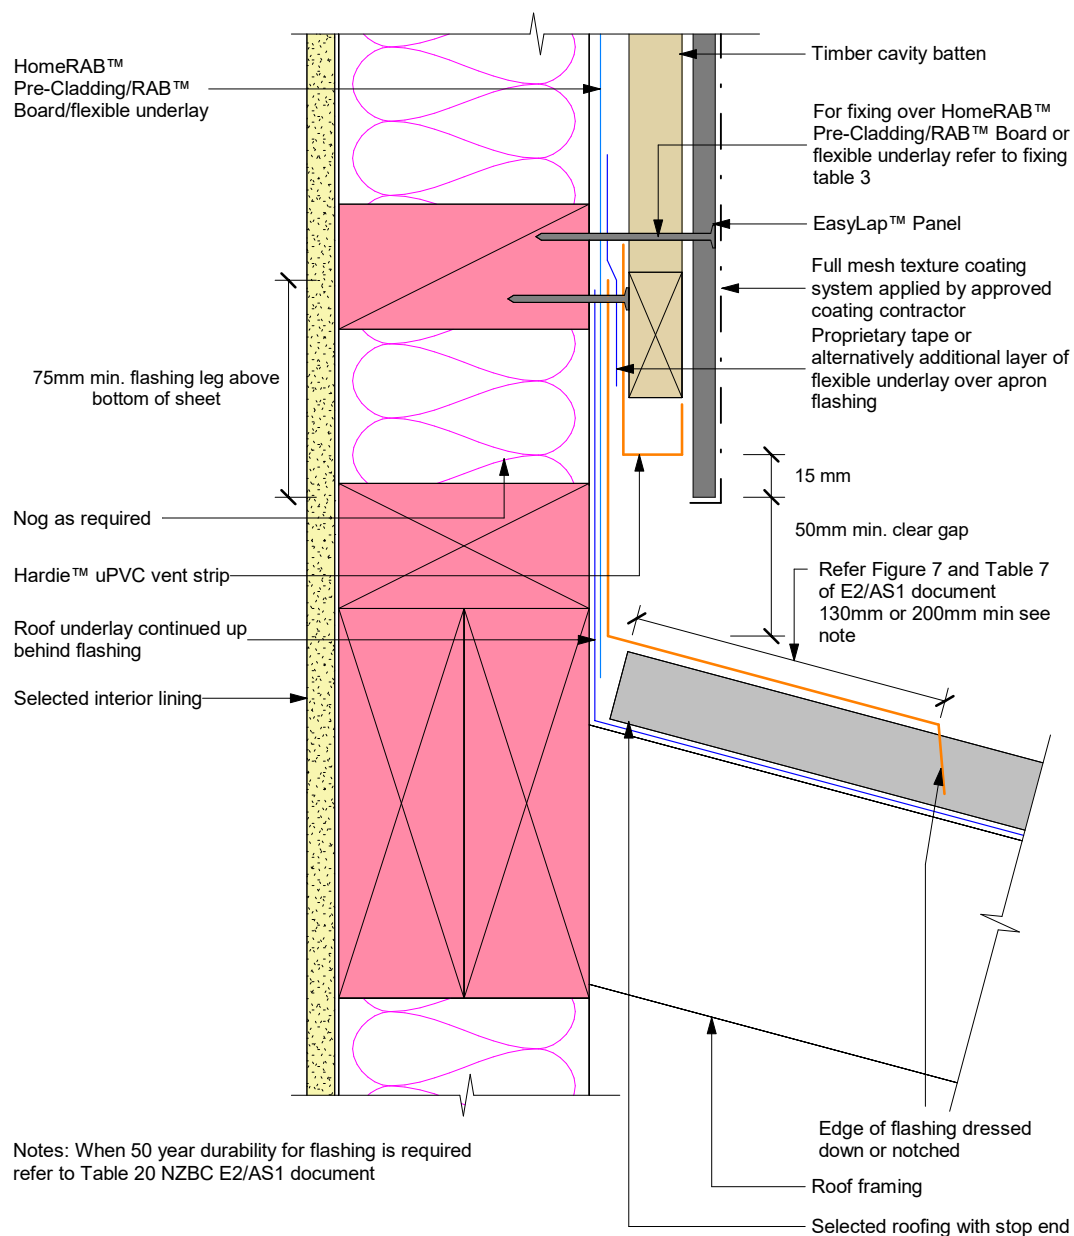 HomeRAB™
Pre-Cladding/RAB™
Board/flexible underlay
Timber cavity batten
For fixing over HomeRAB™
Pre-Cladding/RAB™ Board or
flexible underlay refer to fixing
table 3
EasyLap™ Panel
Full mesh texture coating
system applied by approved
coating contractor
Proprietary tape or
alternatively additional layer of
flexible underlay over apron
flashing
75mm min. flashing leg above
bottom of sheet
15 mm
Nog as required
50mm min. clear gap
Hardie™ uPVC vent strip
Refer Figure 7 and Table 7
of E2/AS1 document
130mm or 200mm min see
note
Roof underlay continued up
behind flashing
Selected interior lining
Edge of flashing dressed
down or notched
Notes: When 50 year durability for flashing is required
refer to Table 20 NZBC E2/AS1 document
Roof framing
Selected roofing with stop end